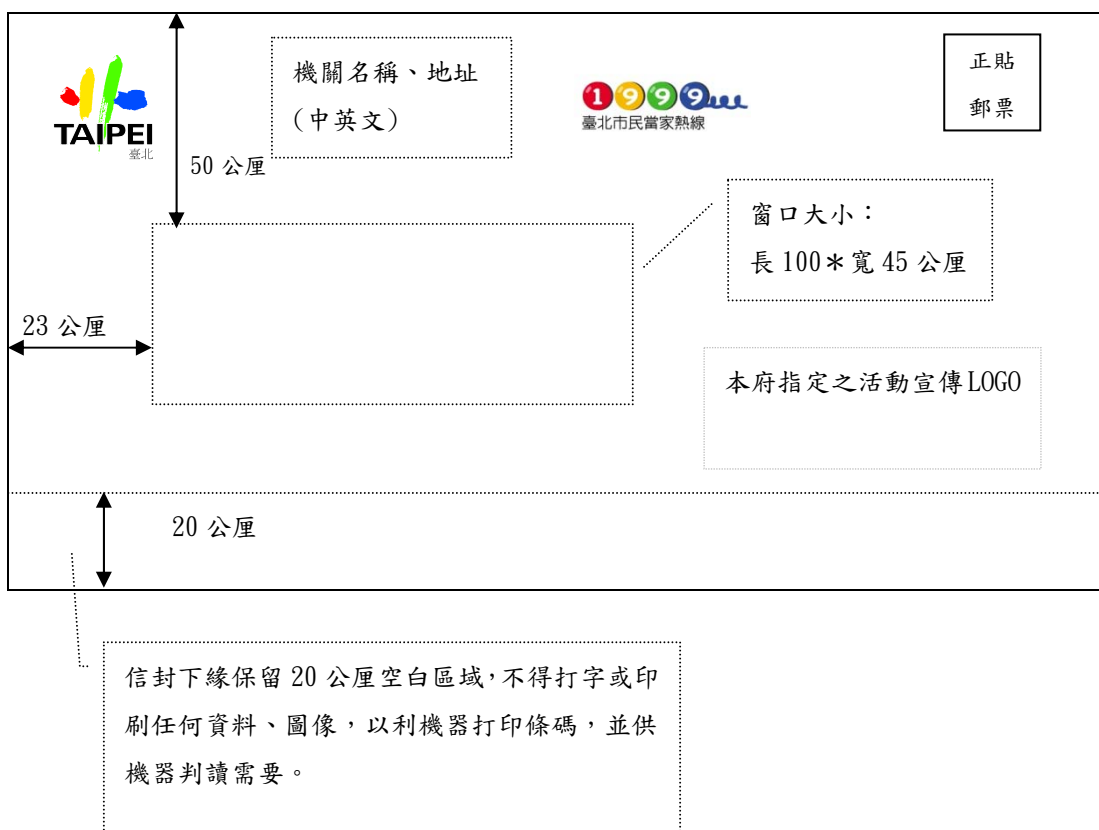 TAIPEI
臺北
機關名稱、地址
(中英文)
1999
臺北市民當家熱線
正貼
郵票
50 公厘
窗口大小：
長 100＊寬 45 公厘
23 公厘
本府指定之活動宣傳 LOGO
20 公厘
信封下緣保留 20 公厘空白區域，不得打字或印
刷任何資料、圖像，以利機器打印條碼，並供
機器判讀需要。